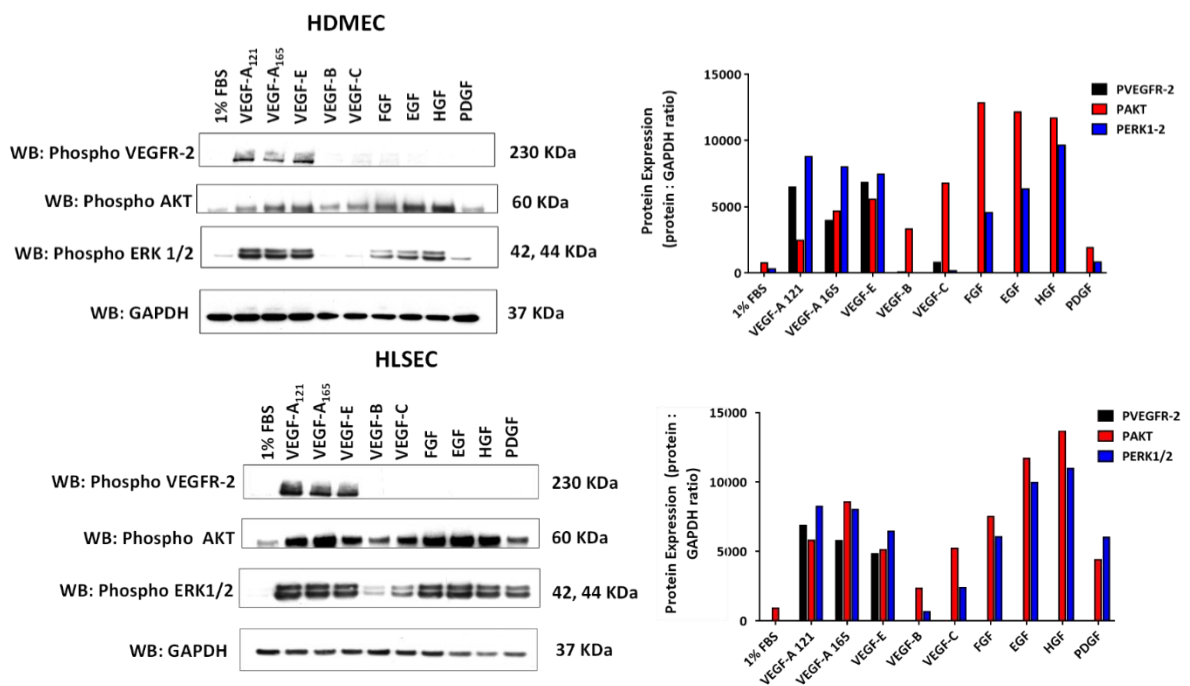 HDMEC
1% FBS
VEGF-A121
VEGF-A165
VEGF-E
VEGF-B
VEGF-C
FGF
EGF
HGF
PDGF
WB: Phospho VEGFR-2
230 KDa
WB: Phospho AKT
60 KDa
WB: Phospho ERK 1/2
42, 44 KDa
WB: GAPDH
37 KDa
Protein Expression
(protein : GAPDH ratio)
15000
10000
5000
0
1% FBS
VEGF-A 121
VEGF-A 165
VEGF-E
VEGF-B
VEGF-C
FGF
EGF
HGF
PDGF
PVEGFR-2
PAKT
PERK1-2
HLSEC
1% FBS
VEGF-A121
VEGF-A165
VEGF-E
VEGF-B
VEGF-C
FGF
EGF
HGF
PDGF
WB: Phospho VEGFR-2
230 KDa
WB: Phospho AKT
60 KDa
WB: Phospho ERK1/2
42, 44 KDa
WB: GAPDH
37 KDa
Protein Expression (protein :
GAPDH ratio)
15000
10000
5000
0
1% FBS
VEGF-A 121
VEGF-A 165
VEGF-E
VEGF-B
VEGF-C
FGF
EGF
HGF
PDGF
PVEGFR-2
PAKT
PERK1/2